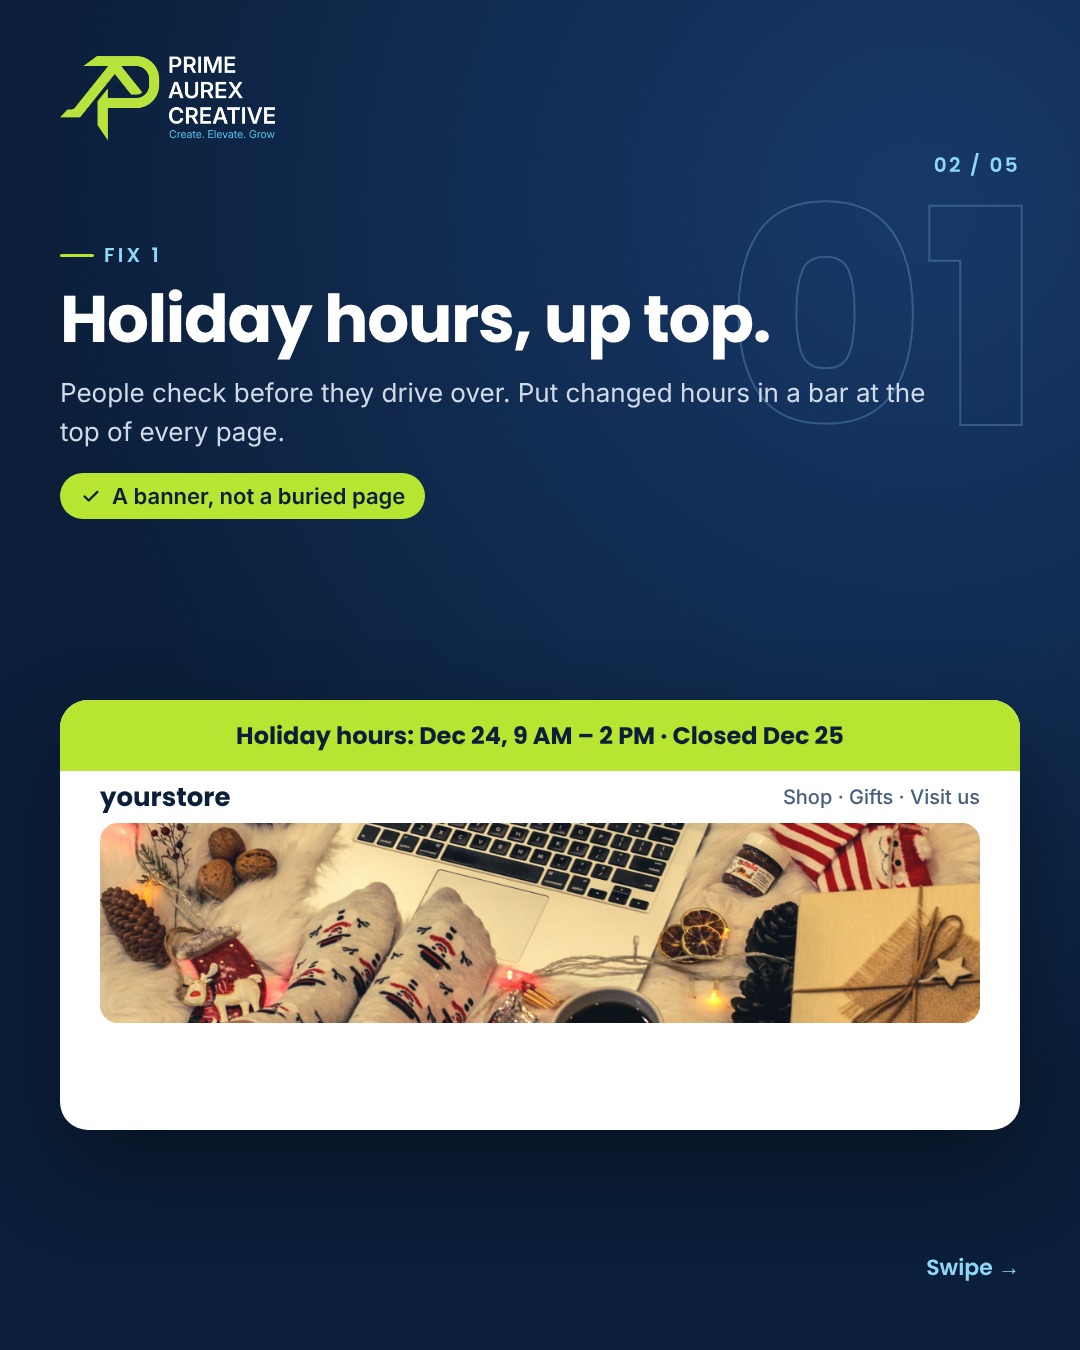 PRIME
AUREX
CREATIVE
Create. Elevate. Grow
02 / 05
01
FIX 1
Holiday hours, up top.
People check before they drive over. Put changed hours in a bar at the
top of every page.
✓ A banner, not a buried page
Holiday hours: Dec 24, 9 AM – 2 PM · Closed Dec 25
yourstore
Shop · Gifts · Visit us
nutella
Swipe →